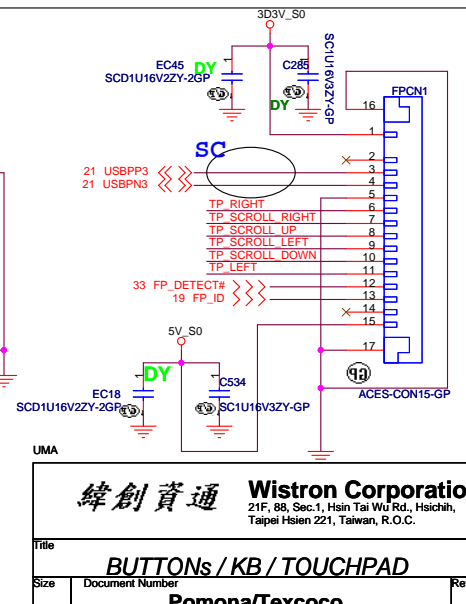 3D3V_S0
EC45
DY
SCD1U16V2ZY-2GP
C285
DY
SC1U16V3ZY-GP
FPCN1
16
1
SC
2
21 USBPP3
3
21 USBPN3
4
5
TP_RIGHT
6
TP_SCROLL_RIGHT
7
TP_SCROLL_UP
8
TP_SCROLL_LEFT
9
TP_SCROLL_DOWN
10
TP_LEFT
11
33 FP_DETECT#
12
19 FP_ID
13
14
15
5V_S0
17
DY
EC18
SCD1U16V2ZY-2GP
C534
SC1U16V3ZY-GP
ACES-CON15-GP
UMA
緯創資通
Wistron Corporatio
21F, 88, Sec.1, Hsin Tai Wu Rd., Hsichih,
Taipei Hsien 221, Taiwan, R.O.C.
Title
BUTTONs / KB / TOUCHPAD
Size
Document Number
Re
Pomona/Texcoco